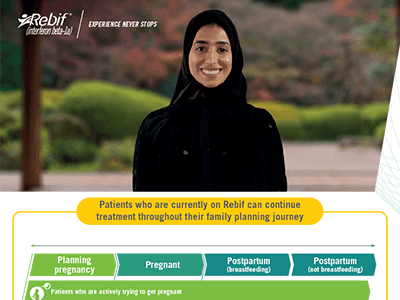 Rebif
(interferon beta-1a)
EXPERIENCE NEVER STOPS
Patients who are currently on Rebif can continue
treatment throughout their family planning journey
Planning
pregnancy
Pregnant
Postpartum
(breastfeeding)
Postpartum
(not breastfeeding)
Patients who are actively trying to get pregnant